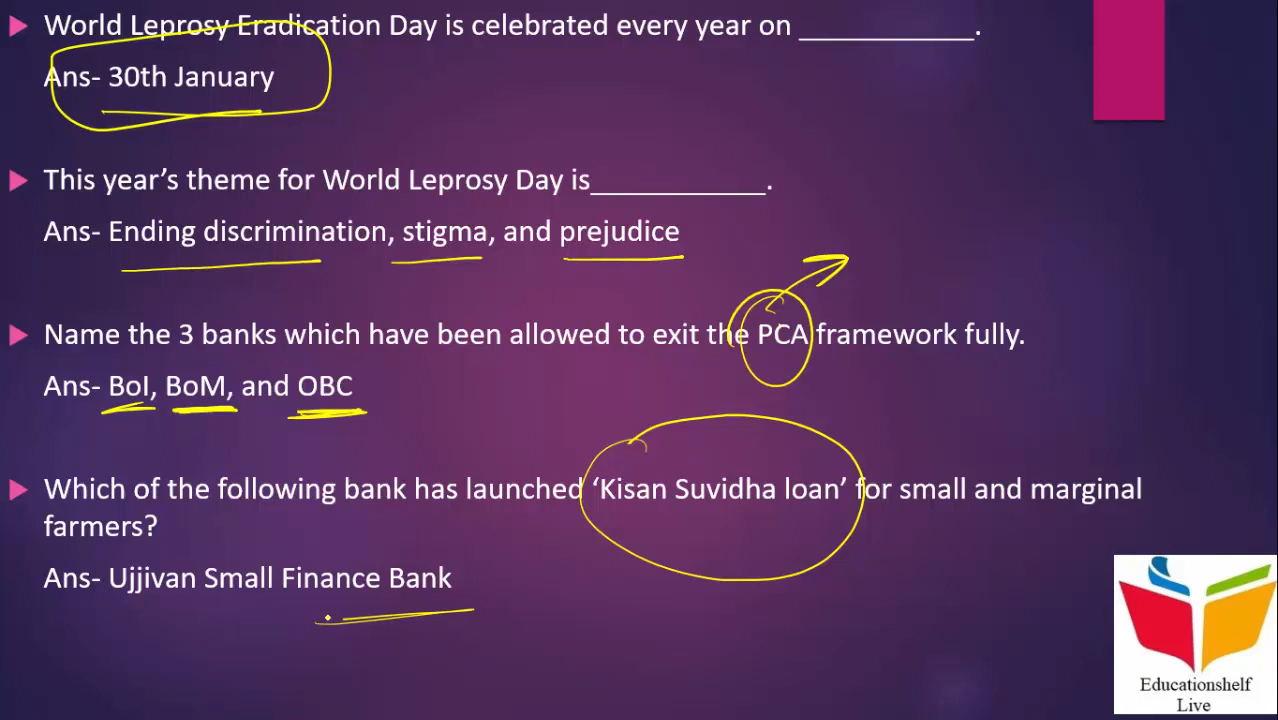 World Leprosy Eradication Day is celebrated every year on ___________.
Ans- 30th January
This year’s theme for World Leprosy Day is___________.
Ans- Ending discrimination, stigma, and prejudice
Name the 3 banks which have been allowed to exit the PCA framework fully.
Ans- BoI, BoM, and OBC
Which of the following bank has launched ‘Kisan Suvidha loan’ for small and marginal
farmers?
Ans- Ujjivan Small Finance Bank
Educationshelf
Live